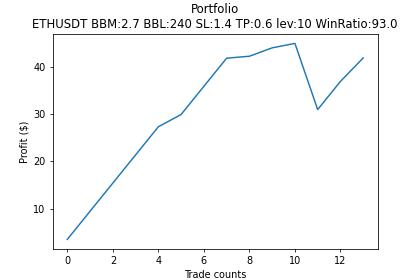 Portfolio
ETHUSDT BBM:2.7 BBL:240 SL:1.4 TP:0.6 lev:10 WinRatio:93.0
40
30
20
10
Profit ($)
0 2 4 6 8 10 12
Trade counts